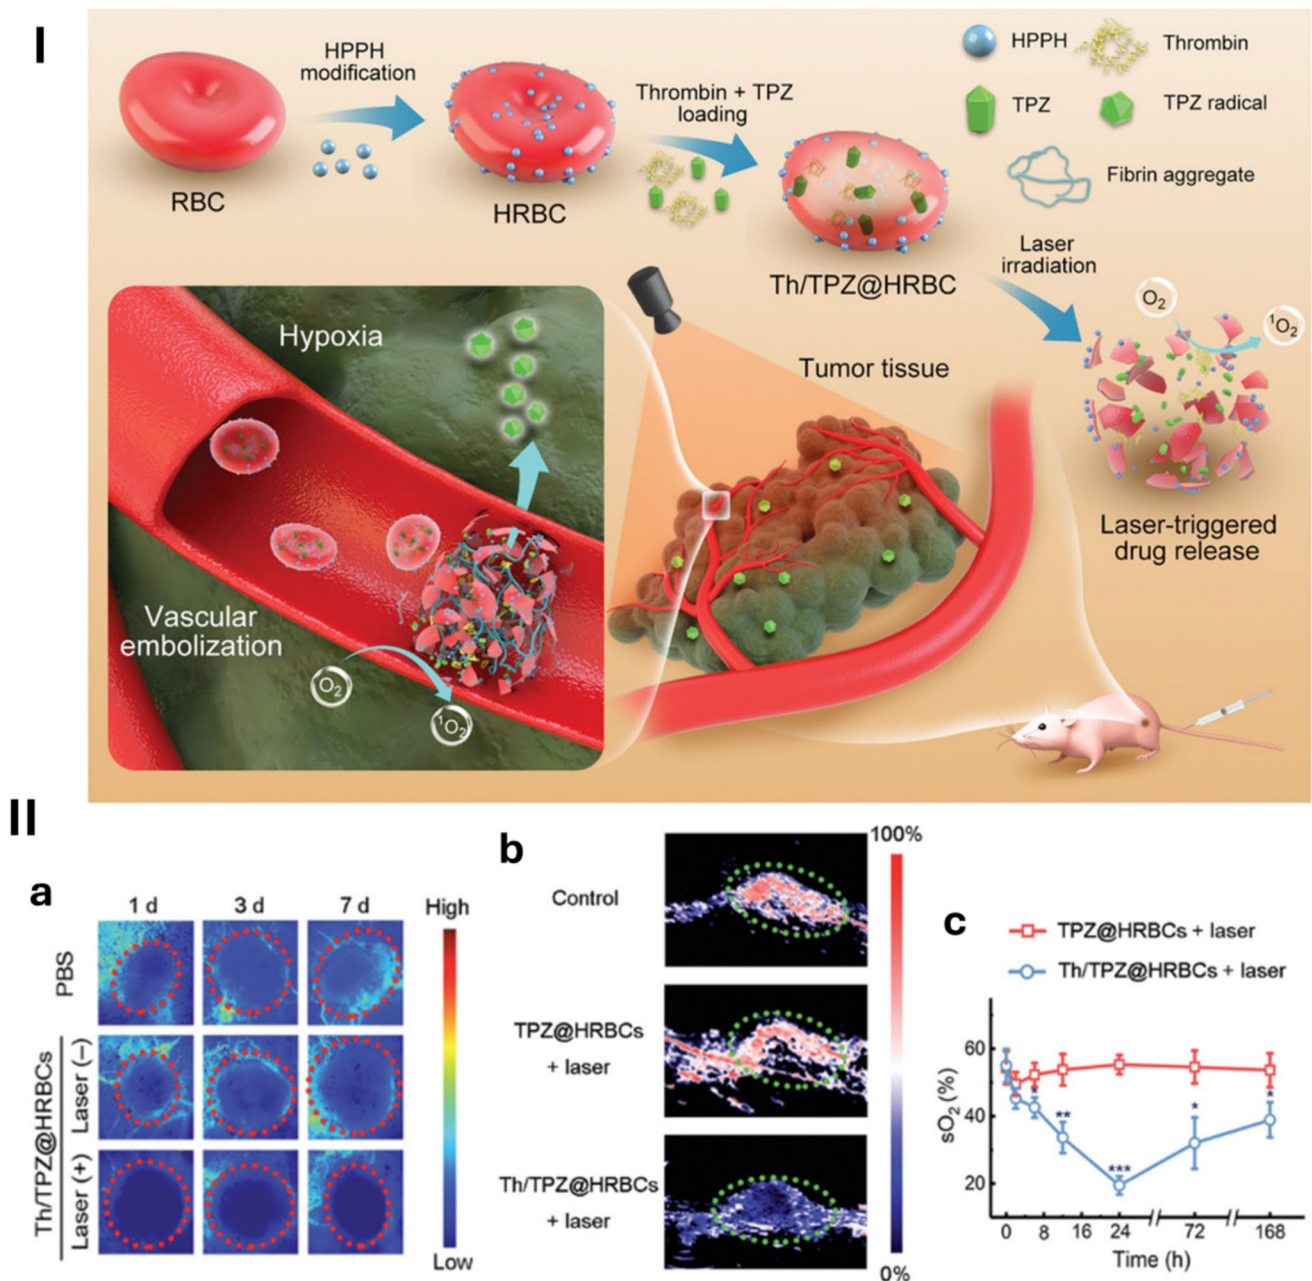 I
HPPH
modification
RBC
HRBC
Thrombin + TPZ
loading
Th/TPZ@HRBC
HPPH
Thrombin
TPZ
TPZ radical
Fibrin aggregate
Laser
irradiation
O2
1O2
Laser-triggered
drug release
Hypoxia
Tumor tissue
Vascular
embolization
O2
1O2
II
a
1 d
3 d
7 d
High
PBS
Th/TPZ@HRBCs
Laser (−)
Laser (+)
Low
b
100%
Control
TPZ@HRBCs
+ laser
Th/TPZ@HRBCs
+ laser
0%
c
TPZ@HRBCs + laser
Th/TPZ@HRBCs + laser
sO2 (%)
60
40
20
*
**
***
*
*
0
8
16
24
72
168
Time (h)